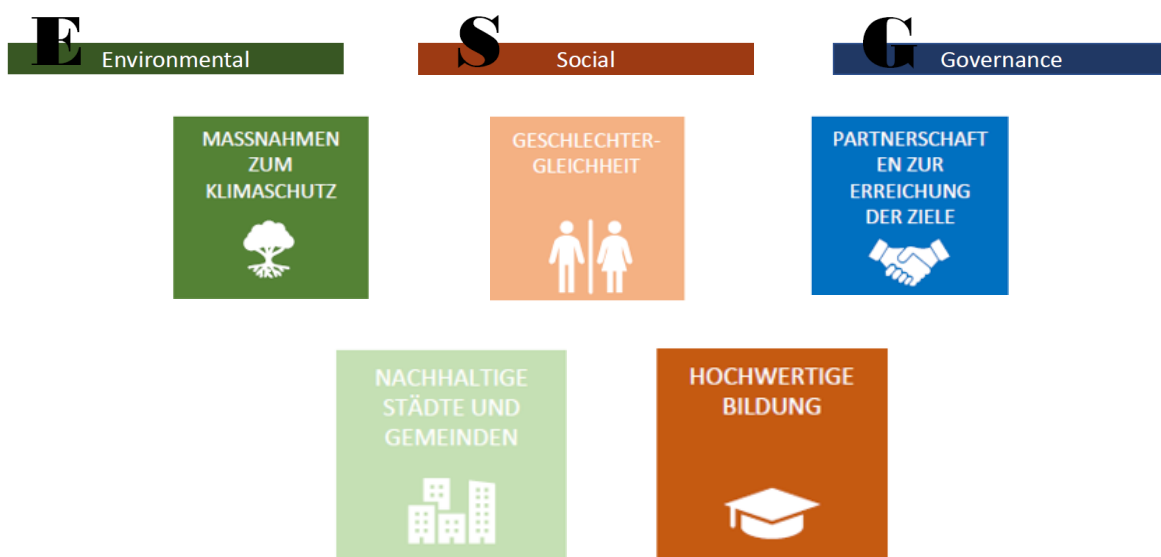 E Environmental
S Social
G Governance
MASSNAHMEN
ZUM
KLIMASCHUTZ
GESCHLECHTER-
GLEICHHEIT
PARTNERSCHAFT
EN ZUR
ERREICHUNG
DER ZIELE
NACHHALTIGE
STÄDTE UND
GEMEINDEN
HOCHWERTIGE
BILDUNG